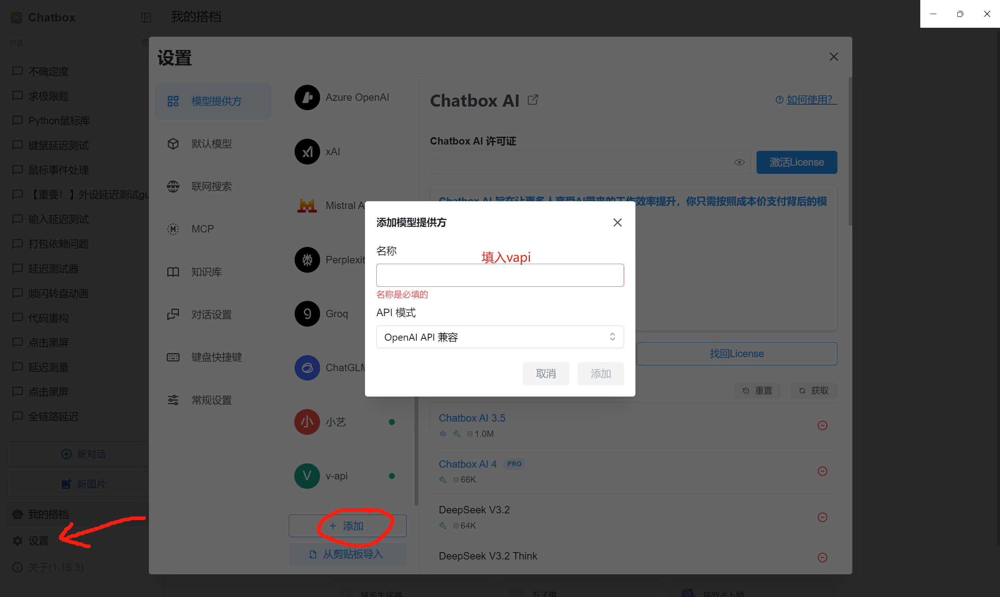 Chatbox
我的搭档
对话
不确定度
求极限题
Python鼠标库
键鼠延迟测试
鼠标事件处理
【重要！】外设延迟测试gu
输入延迟测试
打包依赖问题
延迟测试器
频闪转盘动画
代码重构
点击黑屏
延迟测量
点击黑屏
全链路延迟
新对话
新图片
我的搭档
设置
关于(1.16.3)
设置
模型提供方
默认模型
联网搜索
MCP
知识库
对话设置
键盘快捷键
常规设置
Azure OpenAI
xAI
Mistral A
Perplexit
Groq
ChatGLM
小 小艺
V v-api
添加
从剪贴板导入
Chatbox AI
如何使用?
Chatbox AI 许可证
激活License
Chatbox AI 旨在让更多人享受AI带来的工作效率提升，你只需按照成本价支付背后的模
找回License
重置
获取
Chatbox AI 3.5
1.0M
Chatbox AI 4 PRO
66K
DeepSeek V3.2
64K
DeepSeek V3.2 Think
添加模型提供方
名称
填入vapi
名称是必填的
API 模式
OpenAI API 兼容
取消
添加
域名生成器
五子棋
塔罗占卜师